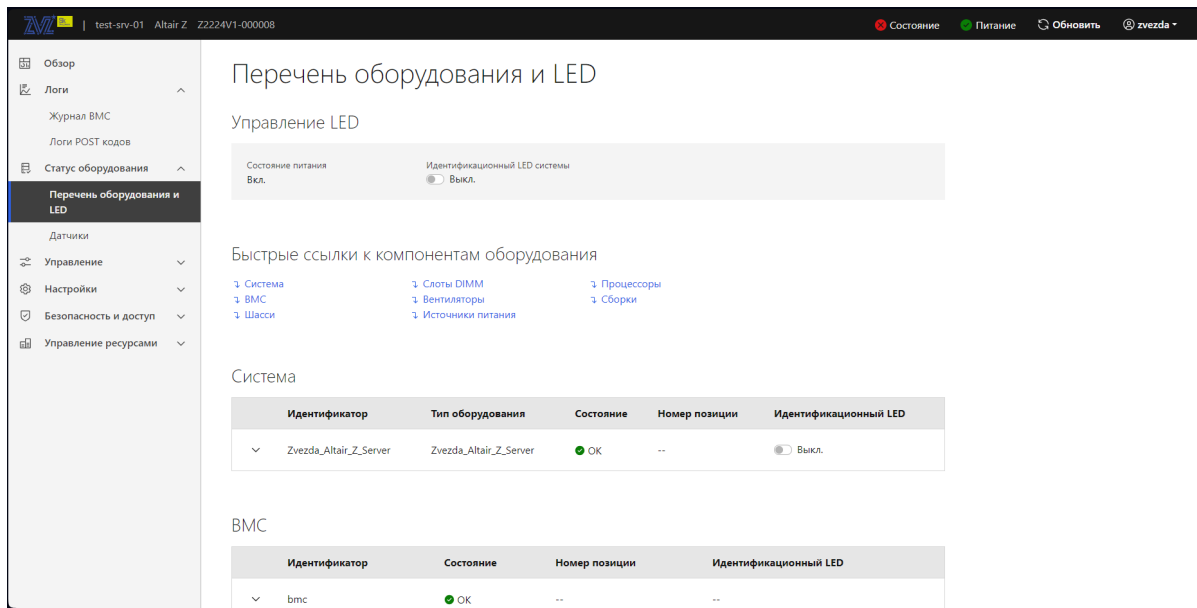 ZVZ | test-srv-01 Altair Z Z2224V1-000008 Состояние Питание Обновить zvezda
Обзор
Логи
Журнал BMC
Логи POST кодов
Статус оборудования
Перечень оборудования и
LED
Датчики
Управление
Настройки
Безопасность и доступ
Управление ресурсами
Перечень оборудования и LED
Управление LED
Состояние питания Идентификационный LED системы
Вкл. Выкл.
Быстрые ссылки к компонентам оборудования
Система Слоты DIMM Процессоры
BMC Вентиляторы Сборки
Шасси Источники питания
Система
Идентификатор Тип оборудования Состояние Номер позиции Идентификационный LED
Zvezda_Altair_Z_Server Zvezda_Altair_Z_Server OK -- Выкл.
BMC
Идентификатор Состояние Номер позиции Идентификационный LED
bmc OK -- --